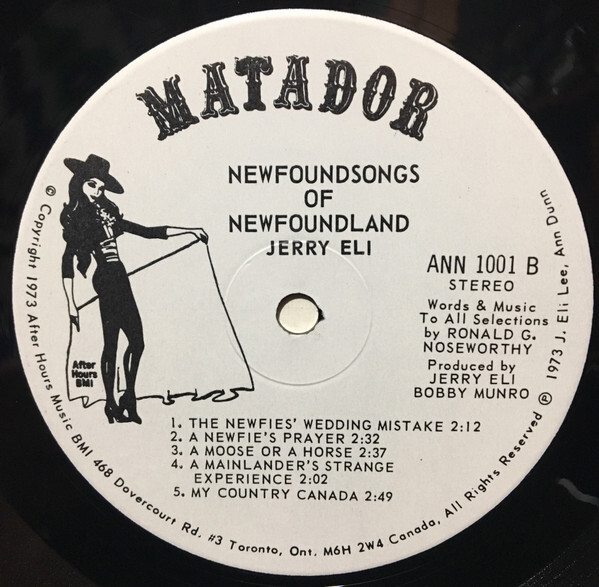 MATADOR
NEWFOUNDSONGS
OF
NEWFOUNDLAND
JERRY ELI
ANN 1001 B
STEREO
Words & Music
To All Selections
by RONALD G.
NOSEWORTHY
Produced by
JERRY ELI
BOBBY MUNRO
After
Hours
BMI
1. THE NEWFIES' WEDDING MISTAKE 2:12
2. A NEWFIE'S PRAYER 2:32
3. A MOOSE OR A HORSE 2:37
4. A MAINLANDER'S STRANGE
EXPERIENCE 2:02
5. MY COUNTRY CANADA 2:49
© Copyright 1973 After Hours Music BMI 468 Dovercourt Rd. #3 Toronto, Ont. M6H 2W4 Canada, All Rights Reserved ℗ 1973 J. Eli Lee, Ann Dunn